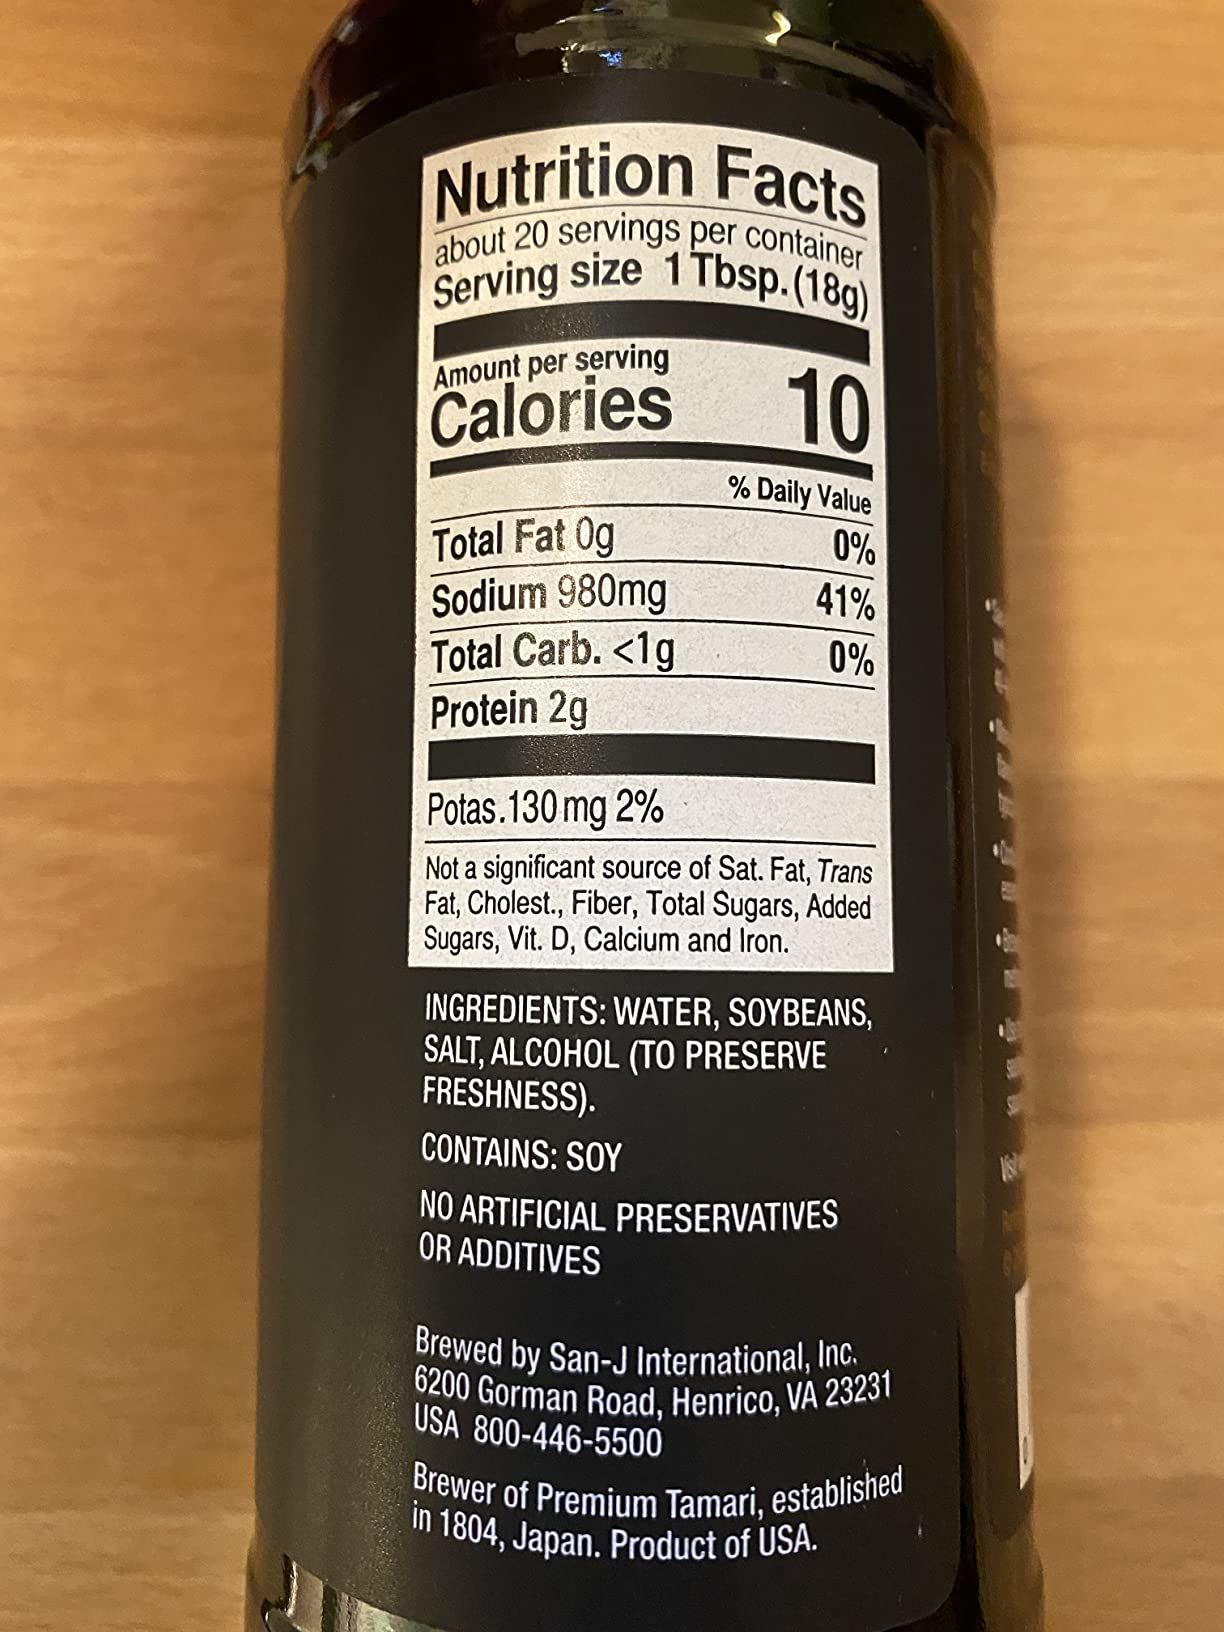 Nutrition Facts
about 20 servings per container
Serving size 1 Tbsp. (18g)
Amount per serving
Calories 10
% Daily Value
Total Fat 0g 0%
Sodium 980mg 41%
Total Carb. <1g 0%
Protein 2g
Potas. 130 mg 2%
Not a significant source of Sat. Fat, Trans
Fat, Cholest., Fiber, Total Sugars, Added
Sugars, Vit. D, Calcium and Iron.
INGREDIENTS: WATER, SOYBEANS,
SALT, ALCOHOL (TO PRESERVE
FRESHNESS).
CONTAINS: SOY
NO ARTIFICIAL PRESERVATIVES
OR ADDITIVES
Brewed by San-J International, Inc.
6200 Gorman Road, Henrico, VA 23231
USA 800-446-5500
Brewer of Premium Tamari, established
in 1804, Japan. Product of USA.